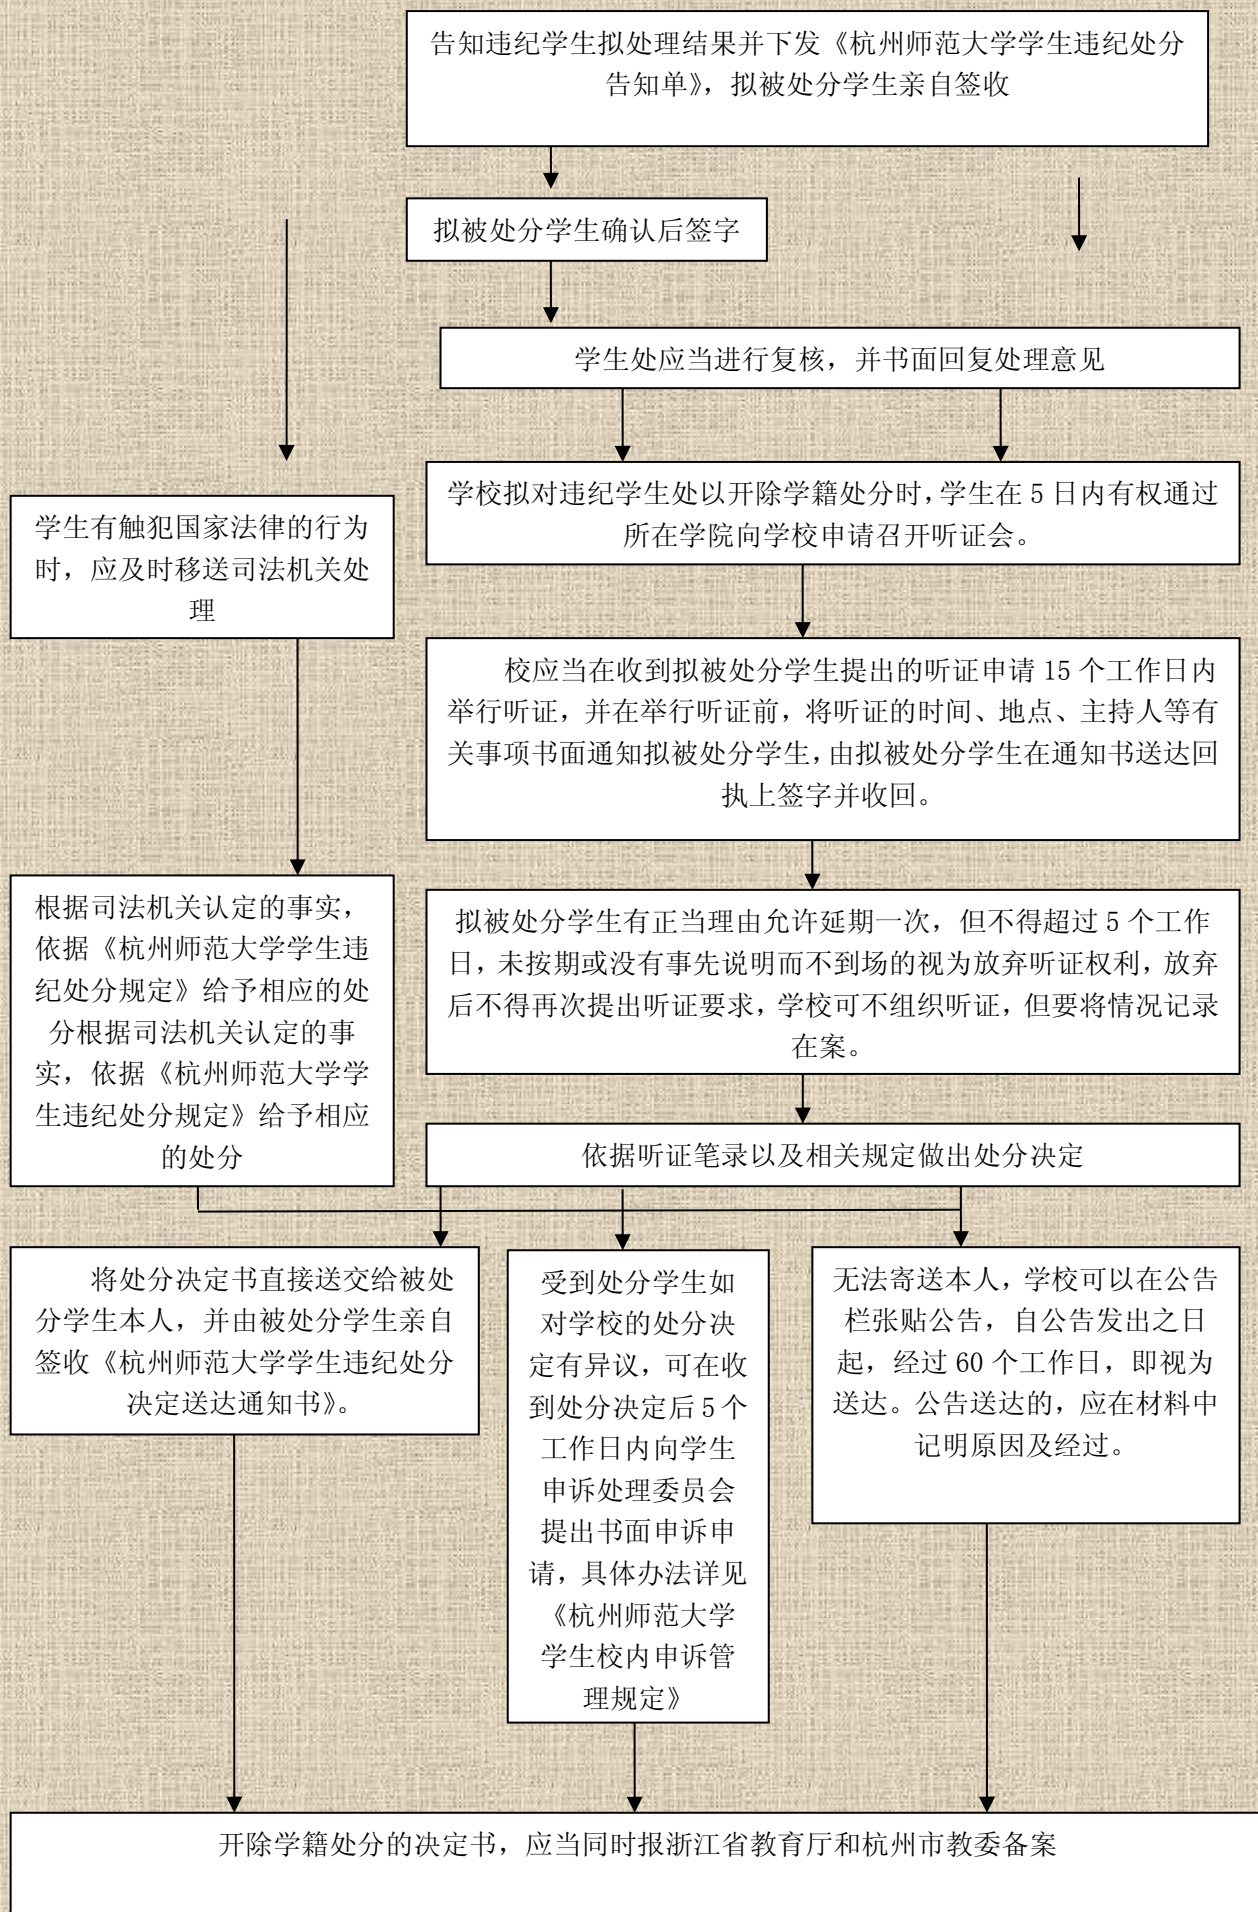 告知违纪学生拟处理结果并下发《杭州师范大学学生违纪处分
告知单》，拟被处分学生亲自签收
拟被处分学生确认后签字
学生处应当进行复核，并书面回复处理意见
学校拟对违纪学生处以开除学籍处分时，学生在 5 日内有权通过
所在学院向学校申请召开听证会。
学生有触犯国家法律的行为
时，应及时移送司法机关处
理
校应当在收到拟被处分学生提出的听证申请 15 个工作日内
举行听证，并在举行听证前，将听证的时间、地点、主持人等有
关事项书面通知拟被处分学生，由拟被处分学生在通知书送达回
执上签字并收回。
根据司法机关认定的事实，
依据《杭州师范大学学生违
纪处分规定》给予相应的处
分根据司法机关认定的事
实，依据《杭州师范大学学
生违纪处分规定》给予相应
的处分
拟被处分学生有正当理由允许延期一次，但不得超过 5 个工作
日，未按期或没有事先说明而不到场的视为放弃听证权利，放弃
后不得再次提出听证要求，学校可不组织听证，但要将情况记录
在案。
依据听证笔录以及相关规定做出处分决定
将处分决定书直接送交给被处
分学生本人，并由被处分学生亲自
签收《杭州师范大学学生违纪处分
决定送达通知书》。
受到处分学生如
对学校的处分决
定有异议，可在收
到处分决定后 5 个
工作日内向学生
申诉处理委员会
提出书面申诉申
请，具体办法详见
《杭州师范大学
学生校内申诉管
理规定》
无法寄送本人，学校可以在公告
栏张贴公告，自公告发出之日
起，经过 60 个工作日，即视为
送达。公告送达的，应在材料中
记明原因及经过。
开除学籍处分的决定书，应当同时报浙江省教育厅和杭州市教委备案